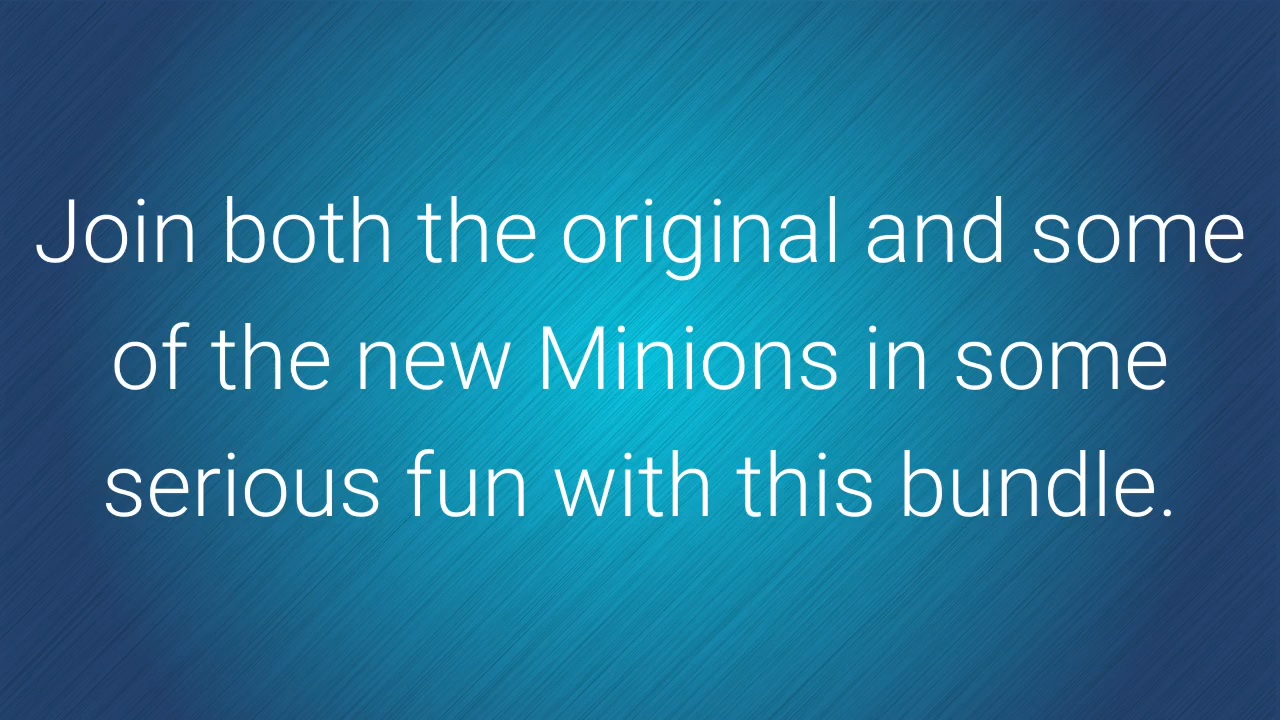 Join both the original and some
of the new Minions in some
serious fun with this bundle.